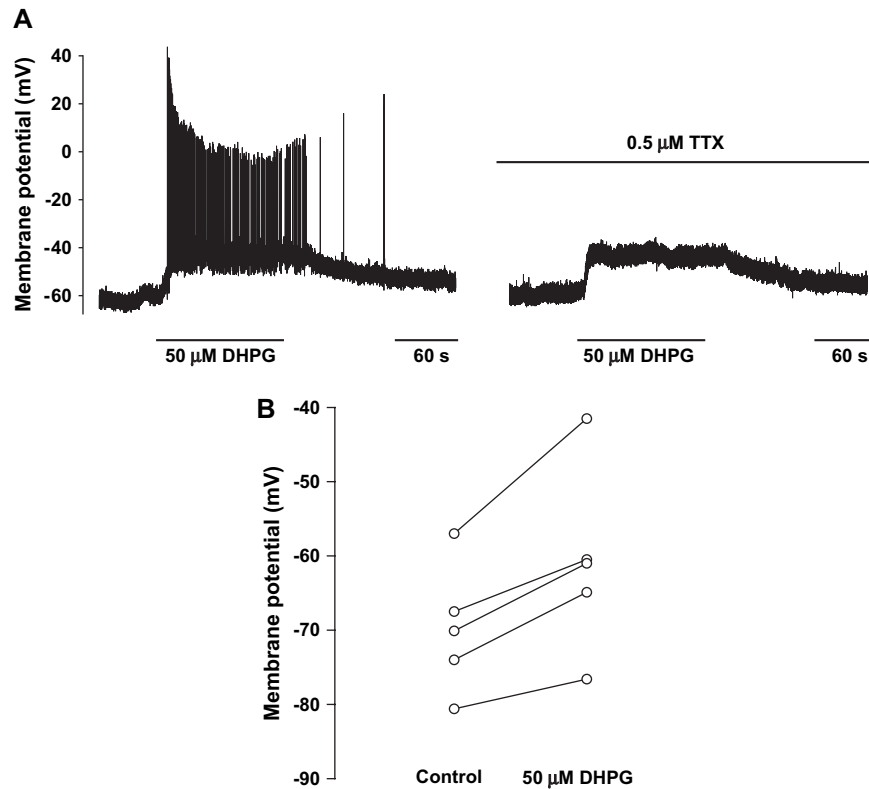 A
Membrane potential (mV)
40
20
0
-20
-40
-60
50 μM DHPG
60 s
0.5 μM TTX
50 μM DHPG
60 s
B
Membrane potential (mV)
-40
-50
-60
-70
-80
-90
Control
50 μM DHPG